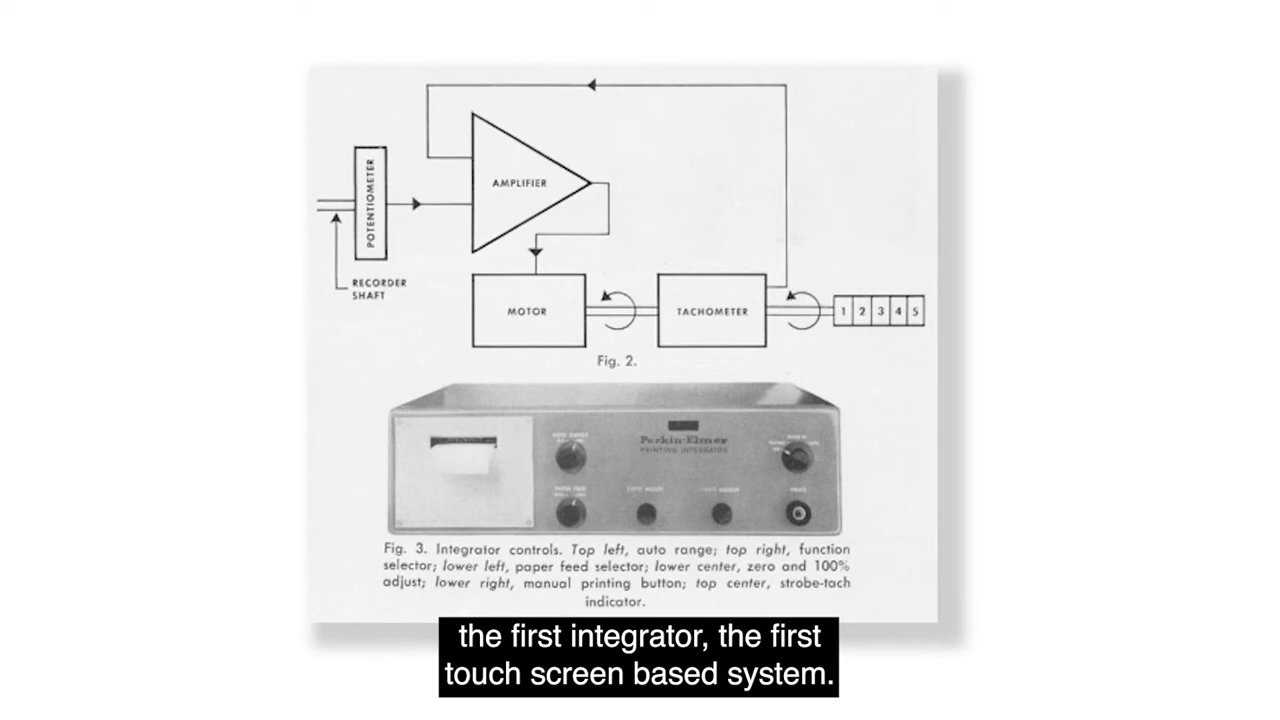 AMPLIFIER
POTENTIOMETER
RECORDER
SHAFT
MOTOR
TACHOMETER
1 2 3 4 5
Fig. 2.
AUTO RANGE
Perkin-Elmer
PRINTING INTEGRATOR
PAPER FEED
ZERO ADJUST
Fig. 3. Integrator controls. Top left, auto range; top right, function
selector; lower left, paper feed selector; lower center, zero and 100%
adjust; lower right, manual printing button; top center, strobe-tach
indicator.
the first integrator, the first
touch screen based system.